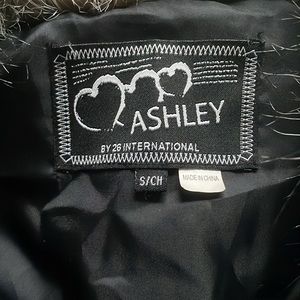 ASHLEY
BY 26 INTERNATIONAL
S/CH
MADE IN CHINA